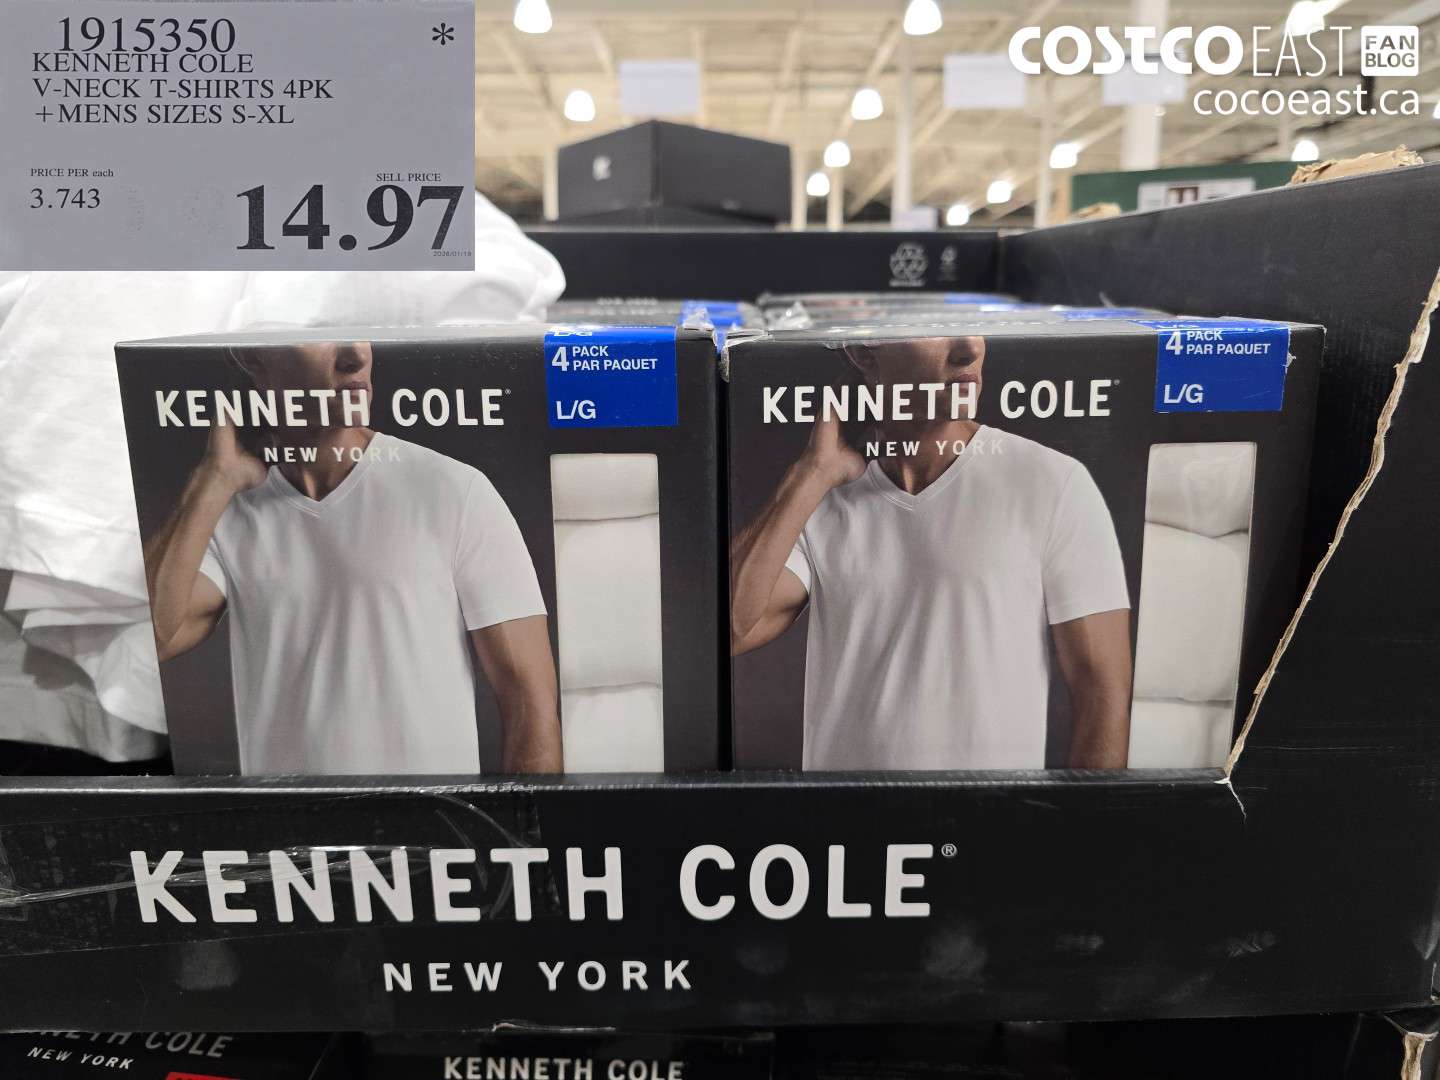 1915350
*
KENNETH COLE
V-NECK T-SHIRTS 4PK
+MENS SIZES S-XL
PRICE PER each
3.743
SELL PRICE
14.97
COSTCO EAST FAN BLOG
cocoeast.ca
L/G
4 PACK
PAR PAQUET
L/G
KENNETH COLE
NEW YORK
L/G
4 PACK
PAR PAQUET
L/G
KENNETH COLE
NEW YORK
KENNETH COLE®
NEW YORK
COLE
NEW YORK
KENNETH COLE